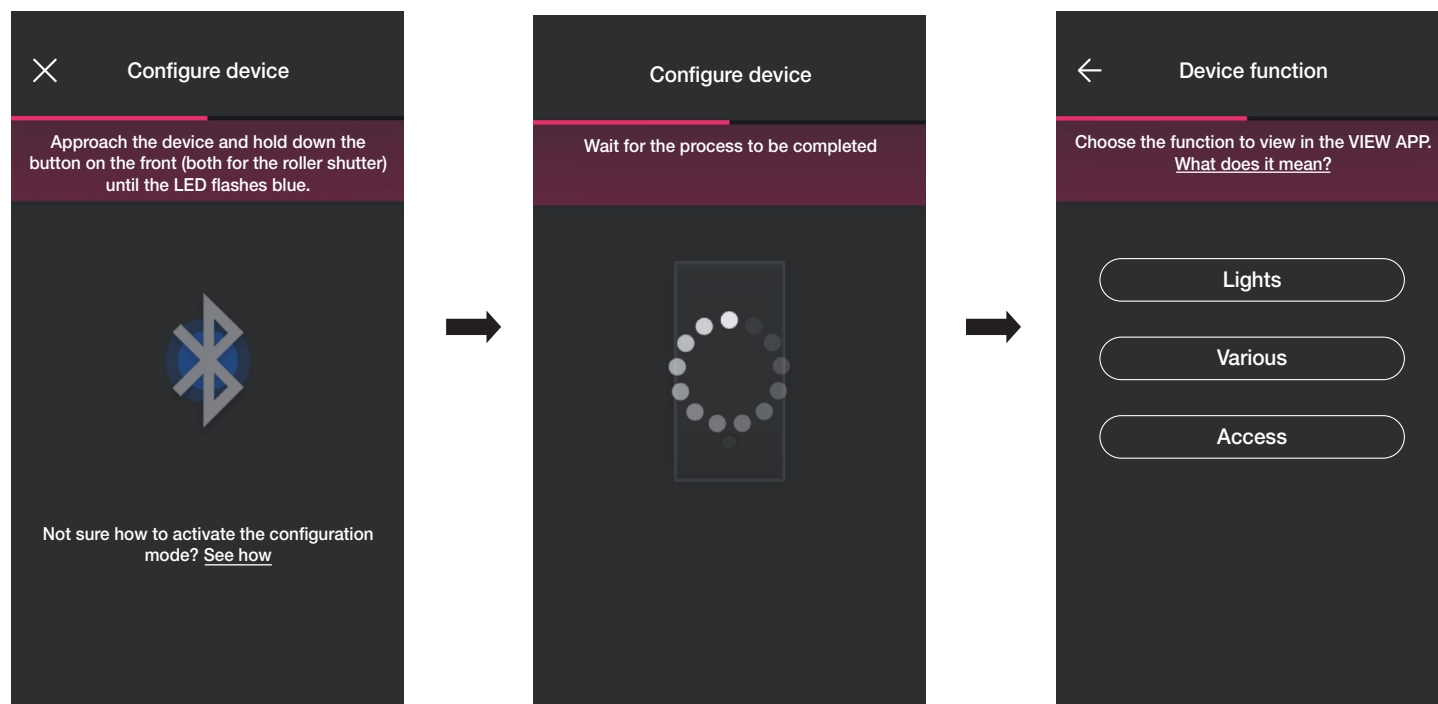 Configure device
Approach the device and hold down the
button on the front (both for the roller shutter)
until the LED flashes blue.
Not sure how to activate the configuration
mode? See how
Configure device
Wait for the process to be completed
Device function
Choose the function to view in the VIEW APP.
What does it mean?
Lights
Various
Access